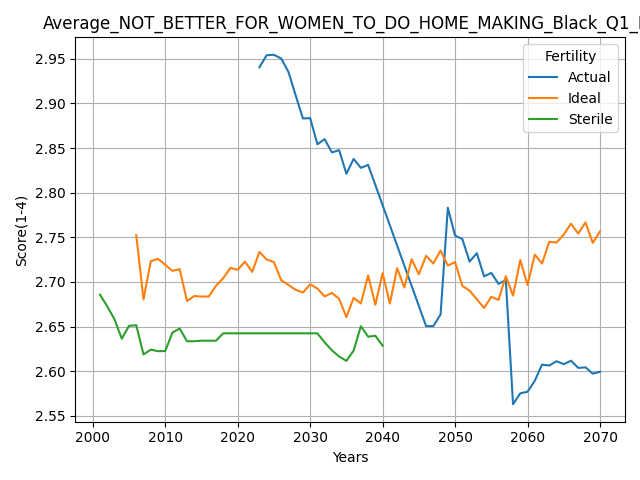 Average_NOT_BETTER_FOR_WOMEN_TO_DO_HOME_MAKING_Black_Q1_
Fertility
Actual
Ideal
Sterile
Score(1-4)
2.95
2.90
2.85
2.80
2.75
2.70
2.65
2.60
2.55
2000 2010 2020 2030 2040 2050 2060 2070
Years